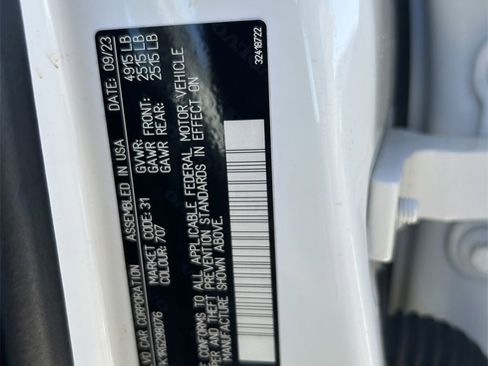 VO CAR CORPORATION ASSEMBLED IN USA DATE: 09/23
MARKET CODE: 31 GVWR: 4915 LB
COLOUR: 707 GAWR FRONT: 2515 LB
GAWR REAR: 2515 LB
E CONFORMS TO ALL APPLICABLE FEDERAL MOTOR VEHICLE
PER AND THEFT PREVENTION STANDARDS IN EFFECT ON
MANUFACTURE SHOWN ABOVE.
32418722